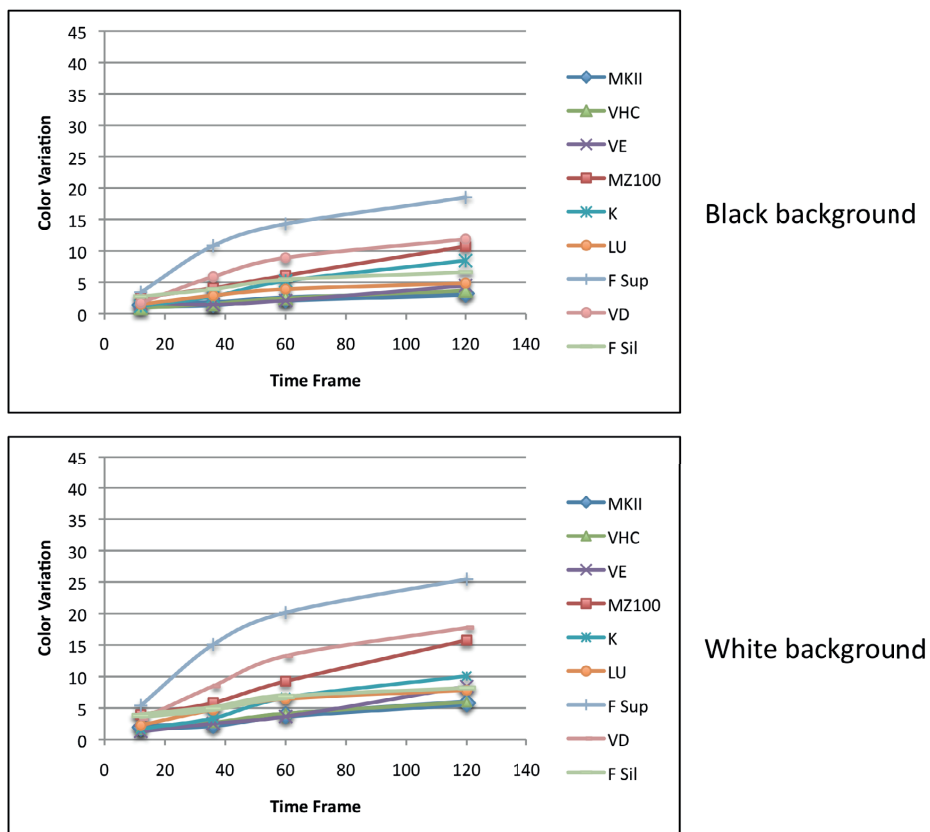 45
40
35
30
25
20
15
10
5
0
Color Variation
0 20 40 60 80 100 120 140
Time Frame
MKII
VHC
VE
MZ100
K
LU
F Sup
VD
F Sil
Black background
45
40
35
30
25
20
15
10
5
0
Color Variation
0 20 40 60 80 100 120 140
Time Frame
MKII
VHC
VE
MZ100
K
LU
F Sup
VD
F Sil
White background